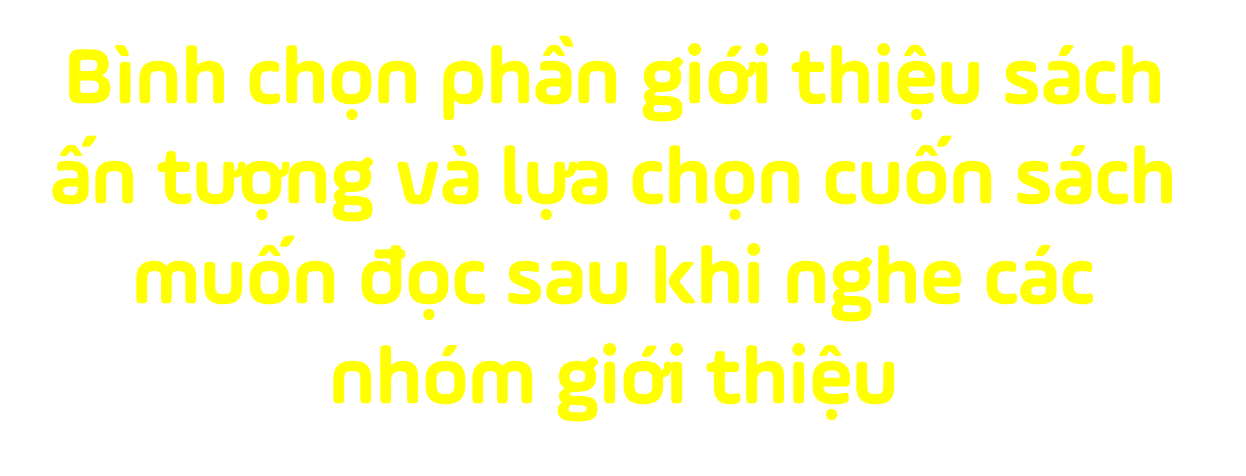 Bình chọn phần giới thiệu sách
ấn tượng và lựa chọn cuốn sách
muốn đọc sau khi nghe các
nhóm giới thiệu